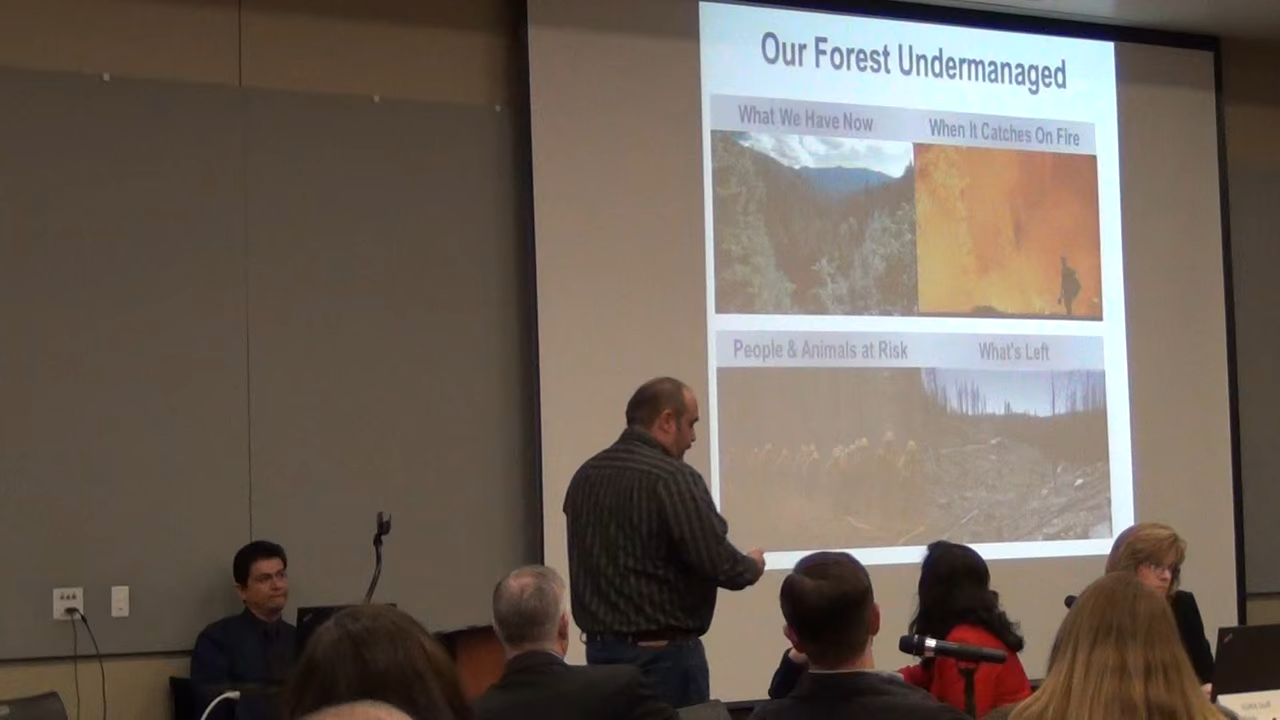 Our Forest Undermanaged
What We Have Now
When It Catches On Fire
People & Animals at Risk
What's Left